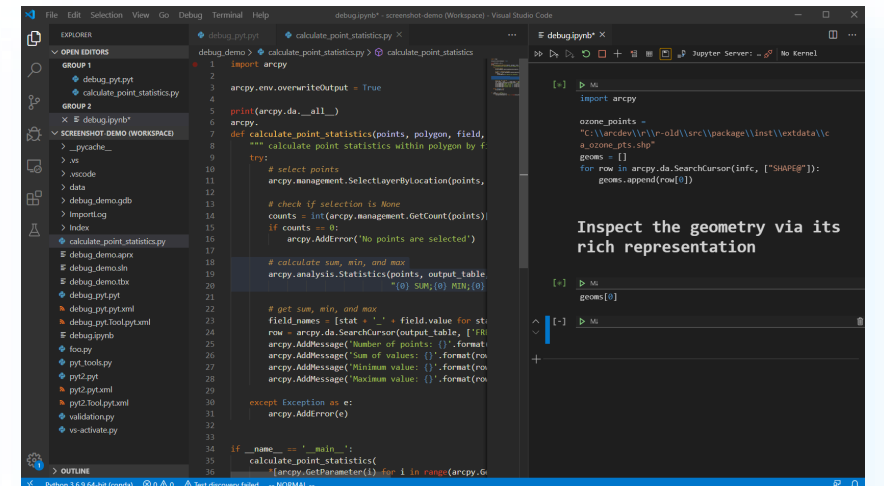 File Edit Selection View Go Debug Terminal Help
debug.ipynb* - screenshot-demo (Workspace) - Visual Studio Code
EXPLORER
OPEN EDITORS
GROUP 1
debug_pyt.pyt
calculate_point_statistics.py
GROUP 2
debug.ipynb*
SCREENSHOT-DEMO (WORKSPACE)
__pycache__
.vs
.vscode
data
debug_demo.gdb
ImportLog
Index
calculate_point_statistics.py
debug_demo.aprx
debug_demo.sln
debug_demo.tbx
debug_pyt.pyt
debug_pyt.pyt.xml
debug_pyt.Tool.pyt.xml
debug.ipynb
foo.py
pyt_tools.py
pyt2.pyt
pyt2.pyt.xml
pyt2.Tool.pyt.xml
validation.py
vs-activate.py
OUTLINE
debug_pyt.pyt
calculate_point_statistics.py
debug_demo > calculate_point_statistics.py > calculate_point_statistics
1 import arcpy
2
3 arcpy.env.overwriteOutput = True
4
5 print(arcpy.da.__all__)
6 arcpy.
7 def calculate_point_statistics(points, polygon, field,
8 """ calculate point statistics within polygon by f
9 try:
10 # select points
11 arcpy.management.SelectLayerByLocation(points,
12
13 # check if selection is None
14 counts = int(arcpy.management.GetCount(points)[
15 if counts == 0:
16 arcpy.AddError('No points are selected')
17
18 # calculate sum, min, and max
19 arcpy.analysis.Statistics(points, output_table
20 "{0} SUM;{0} MIN;{0}
21
22 # get sum, min, and max
23 field_names = [stat + '_' + field.value for sta
24 row = arcpy.da.SearchCursor(output_table, ['FR
25 arcpy.AddMessage('Number of points: {}'.format(
26 arcpy.AddMessage('Sum of values: {}'.format(row
27 arcpy.AddMessage('Minimum value: {}'.format(row
28 arcpy.AddMessage('Maximum value: {}'.format(row
29
30 except Exception as e:
31 arcpy.AddError(e)
32
33
34 if __name__ == '__main__':
35 calculate_point_statistics(
36 *[arcpy.GetParameter(i) for i in range(arcpy.Ge
debug.ipynb*
Jupyter Server: No Kernel
[*] Mi
import arcpy
ozone_points =
"C:\\arcdev\\r\\r-old\\src\\package\\inst\\extdata\\c
a_ozone_pts.shp"
geoms = []
for row in arcpy.da.SearchCursor(infc, ["SHAPE@"]):
geoms.append(row[0])
Inspect the geometry via its
rich representation
[*] Mi
geoms[0]
[-] Mi
Python 3.6.9 64-bit (conda) 0 0 Test discovery failed -- NORMAL --